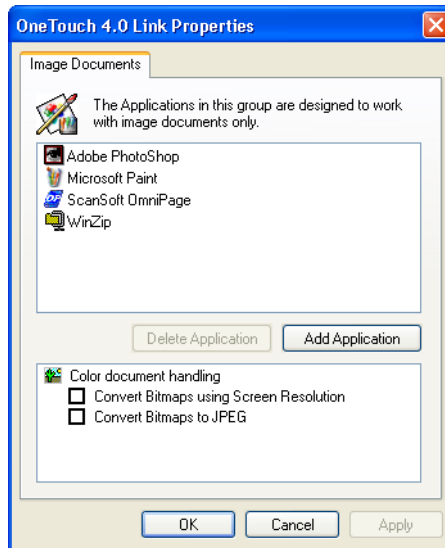 OneTouch 4.0 Link Properties
Image Documents
The Applications in this group are designed to work
with image documents only.
Adobe PhotoShop
Microsoft Paint
ScanSoft OmniPage
WinZip
Delete Application Add Application
Color document handling
Convert Bitmaps using Screen Resolution
Convert Bitmaps to JPEG
OK Cancel Apply